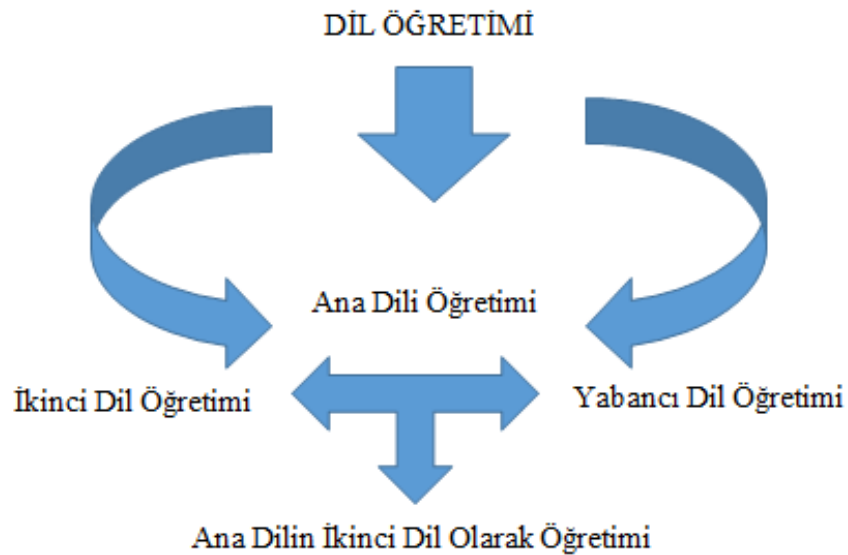 DİL ÖĞRETİMİ
Ana Dili Öğretimi
İkinci Dil Öğretimi
Yabancı Dil Öğretimi
Ana Dilin İkinci Dil Olarak Öğretimi